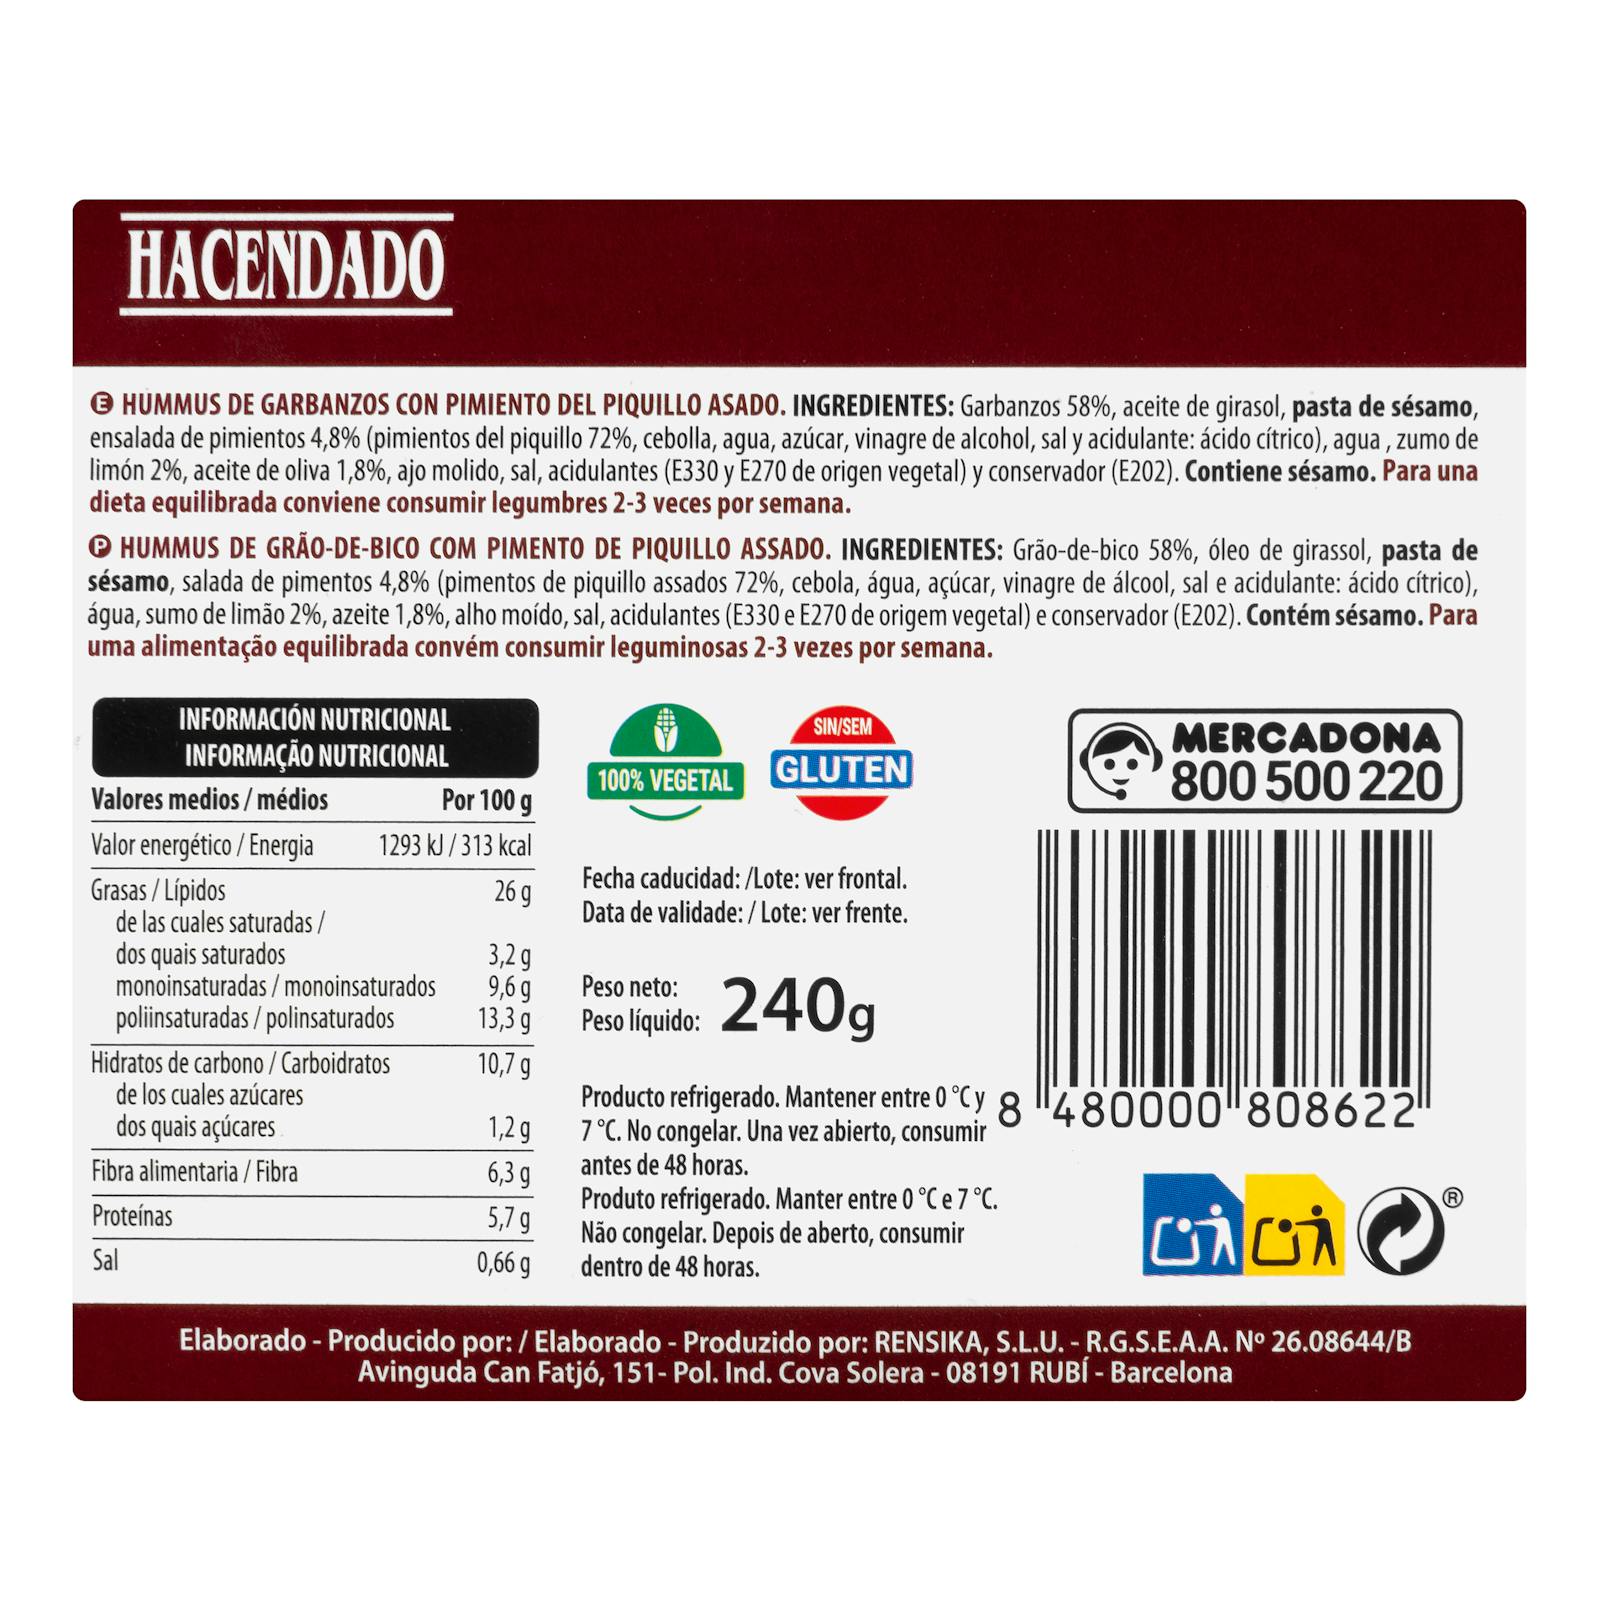 HACENDADO
E HUMMUS DE GARBANZOS CON PIMIENTO DEL PIQUILLO ASADO. INGREDIENTES: Garbanzos 58%, aceite de girasol, pasta de sésamo,
ensalada de pimientos 4,8% (pimientos del piquillo 72%, cebolla, agua, azúcar, vinagre de alcohol, sal y acidulante: ácido cítrico), agua , zumo de
limón 2%, aceite de oliva 1,8%, ajo molido, sal, acidulantes (E330 y E270 de origen vegetal) y conservador (E202). Contiene sésamo. Para una
dieta equilibrada conviene consumir legumbres 2-3 veces por semana.
P HUMMUS DE GRÃO-DE-BICO COM PIMENTO DE PIQUILLO ASSADO. INGREDIENTES: Grão-de-bico 58%, óleo de girassol, pasta de
sésamo, salada de pimentos 4,8% (pimentos de piquillo assados 72%, cebola, água, açúcar, vinagre de álcool, sal e acidulante: ácido cítrico),
água, sumo de limão 2%, azeite 1,8%, alho moído, sal, acidulantes (E330 e E270 de origem vegetal) e conservador (E202). Contém sésamo. Para
uma alimentação equilibrada convém consumir leguminosas 2-3 vezes por semana.
INFORMACIÓN NUTRICIONAL
INFORMAÇÃO NUTRICIONAL
Valores medios / médios Por 100 g
Valor energético / Energia 1293 kJ / 313 kcal
Grasas / Lípidos 26 g
de las cuales saturadas /
dos quais saturados 3,2 g
monoinsaturadas / monoinsaturados 9,6 g
poliinsaturadas / polinsaturados 13,3 g
Hidratos de carbono / Carboidratos 10,7 g
de los cuales azúcares
dos quais açúcares 1,2 g
Fibra alimentaria / Fibra 6,3 g
Proteínas 5,7 g
Sal 0,66 g
100% VEGETAL
SIN/SEM
GLUTEN
Fecha caducidad: /Lote: ver frontal.
Data de validade: / Lote: ver frente.
Peso neto:
Peso líquido: 240g
Producto refrigerado. Mantener entre 0 °C y
7 °C. No congelar. Una vez abierto, consumir
antes de 48 horas.
Produto refrigerado. Manter entre 0 °C e 7 °C.
Não congelar. Depois de aberto, consumir
dentro de 48 horas.
MERCADONA
800 500 220
8 480000 808622
®
Elaborado - Producido por: / Elaborado - Produzido por: RENSIKA, S.L.U. - R.G.S.E.A.A. Nº 26.08644/B
Avinguda Can Fatjó, 151- Pol. Ind. Cova Solera - 08191 RUBÍ - Barcelona